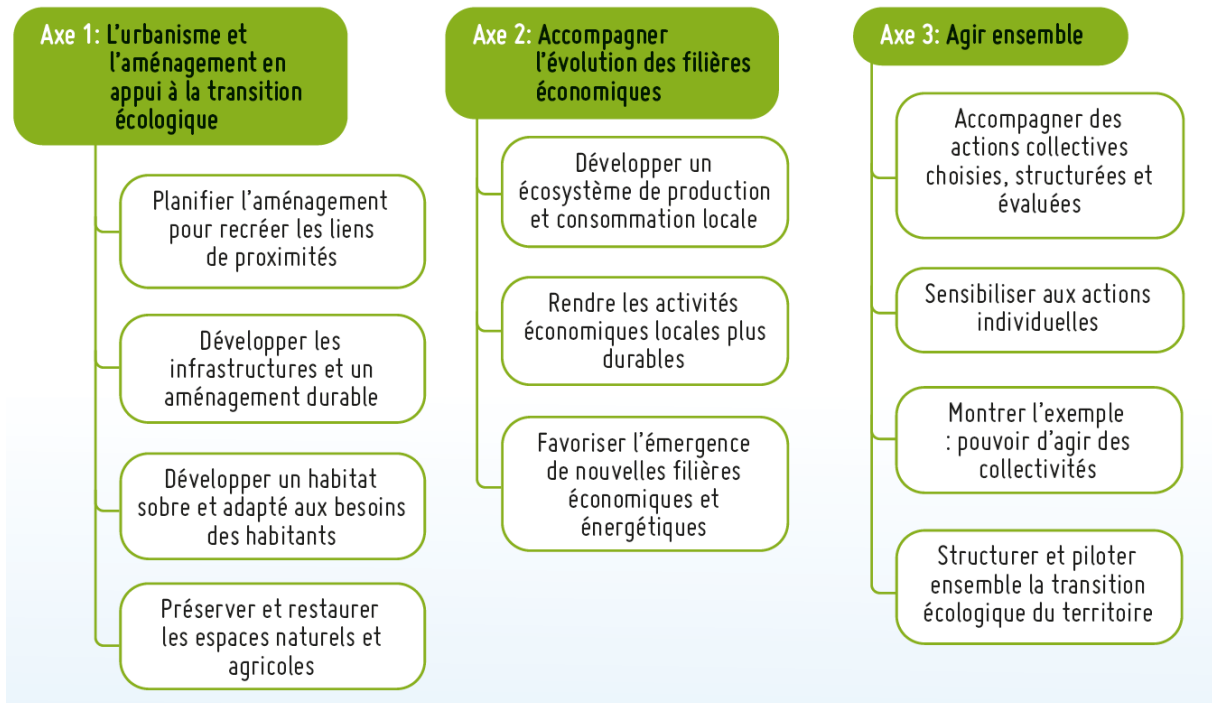 Axe 1: L'urbanisme et
l'aménagement en
appui à la transition
écologique
Planifier l'aménagement
pour recréer les liens
de proximités
Développer les
infrastructures et un
aménagement durable
Développer un habitat
sobre et adapté aux besoins
des habitants
Préserver et restaurer
les espaces naturels et
agricoles
Axe 2: Accompagner
l'évolution des filières
économiques
Développer un
écosystème de production
et consommation locale
Rendre les activités
économiques locales plus
durables
Favoriser l'émergence
de nouvelles filières
économiques et
énergétiques
Axe 3: Agir ensemble
Accompagner des
actions collectives
choisies, structurées et
évaluées
Sensibiliser aux actions
individuelles
Montrer l'exemple
: pouvoir d'agir des
collectivités
Structurer et piloter
ensemble la transition
écologique du territoire